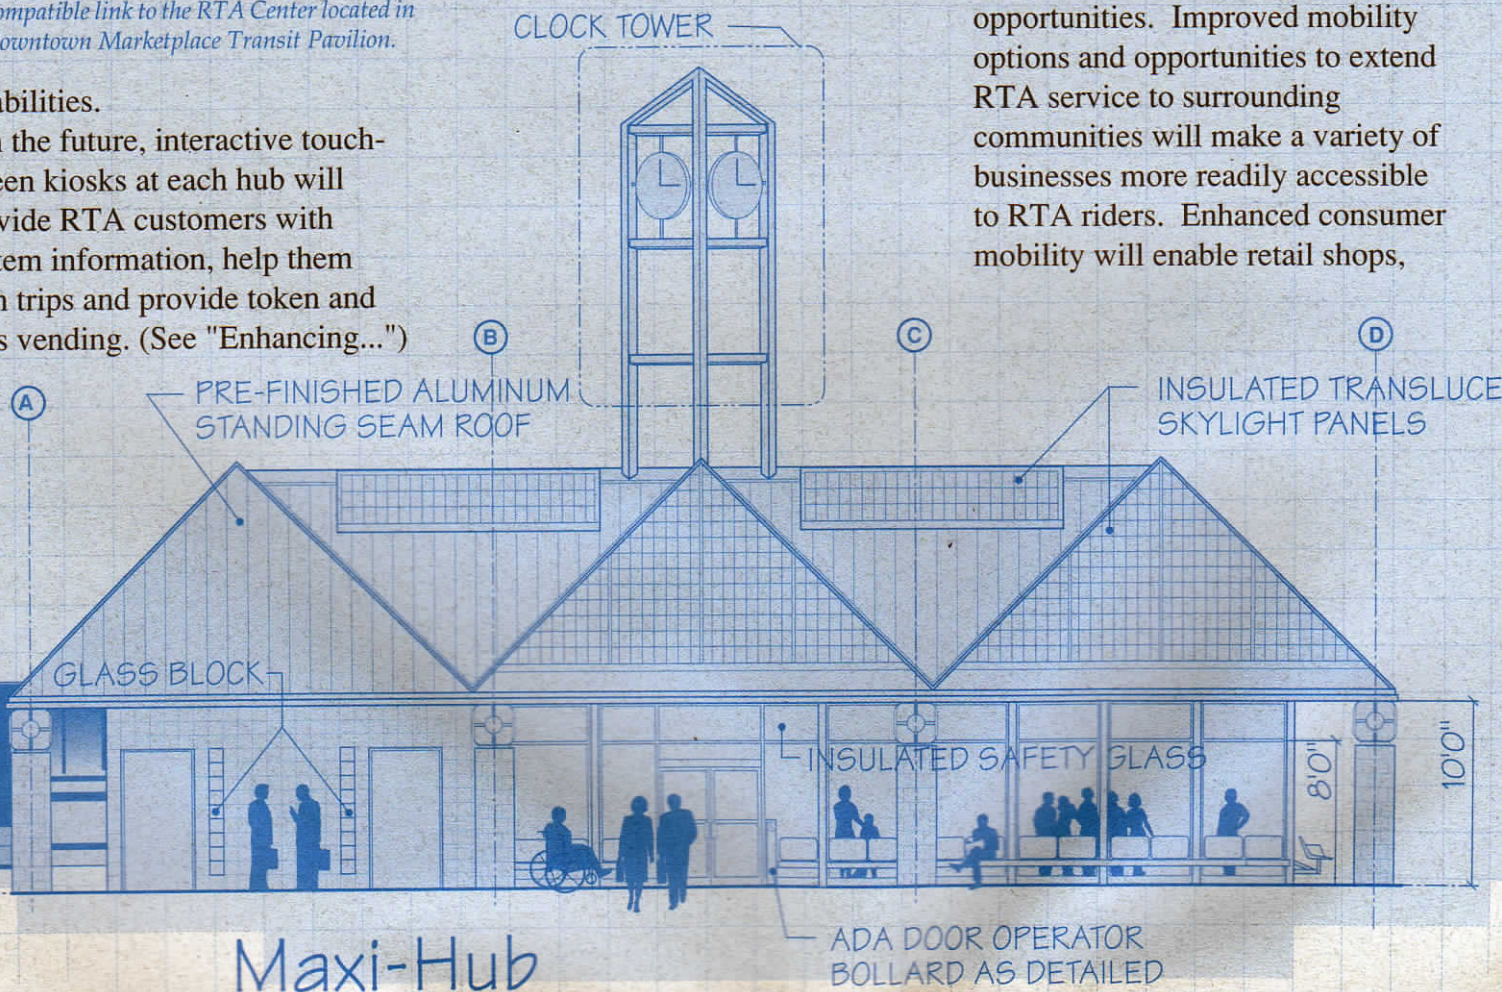 ompatible link to the RTA Center located in
owntown Marketplace Transit Pavilion.
abilities.
n the future, interactive touch-
een kiosks at each hub will
vide RTA customers with
tem information, help them
n trips and provide token and
s vending. (See "Enhancing...")
opportunities. Improved mobility
options and opportunities to extend
RTA service to surrounding
communities will make a variety of
businesses more readily accessible
to RTA riders. Enhanced consumer
mobility will enable retail shops,
CLOCK TOWER
A
B
C
D
PRE-FINISHED ALUMINUM
STANDING SEAM ROOF
INSULATED TRANSLUCE
SKYLIGHT PANELS
GLASS BLOCK
INSULATED SAFETY GLASS
8'0"
10'0"
ADA DOOR OPERATOR
BOLLARD AS DETAILED
Maxi-Hub